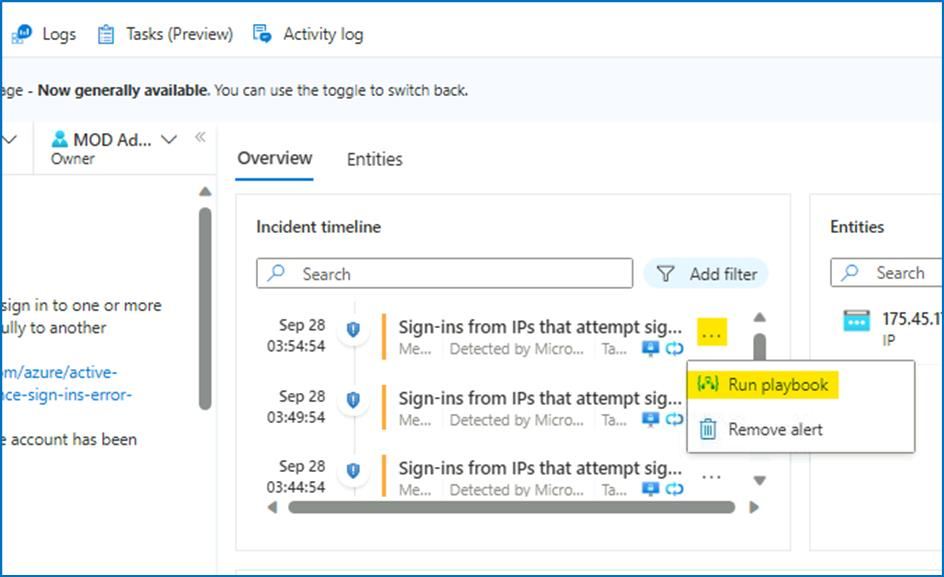 Logs Tasks (Preview) Activity log
age - Now generally available. You can use the toggle to switch back.
MOD Ad...
Owner
sign in to one or more
ully to another
om/azure/active-
ce-sign-ins-error-
e account has been
Overview Entities
Incident timeline
Search Add filter
Sep 28
03:54:54
Sign-ins from IPs that attempt sig... ...
Me... Detected by Micro... Ta...
Run playbook
Remove alert
Sep 28
03:49:54
Sign-ins from IPs that attempt sig...
Me... Detected by Micro... Ta...
Sep 28
03:44:54
Sign-ins from IPs that attempt sig... ...
Me... Detected by Micro... Ta...
Entities
Search
175.45.1
IP